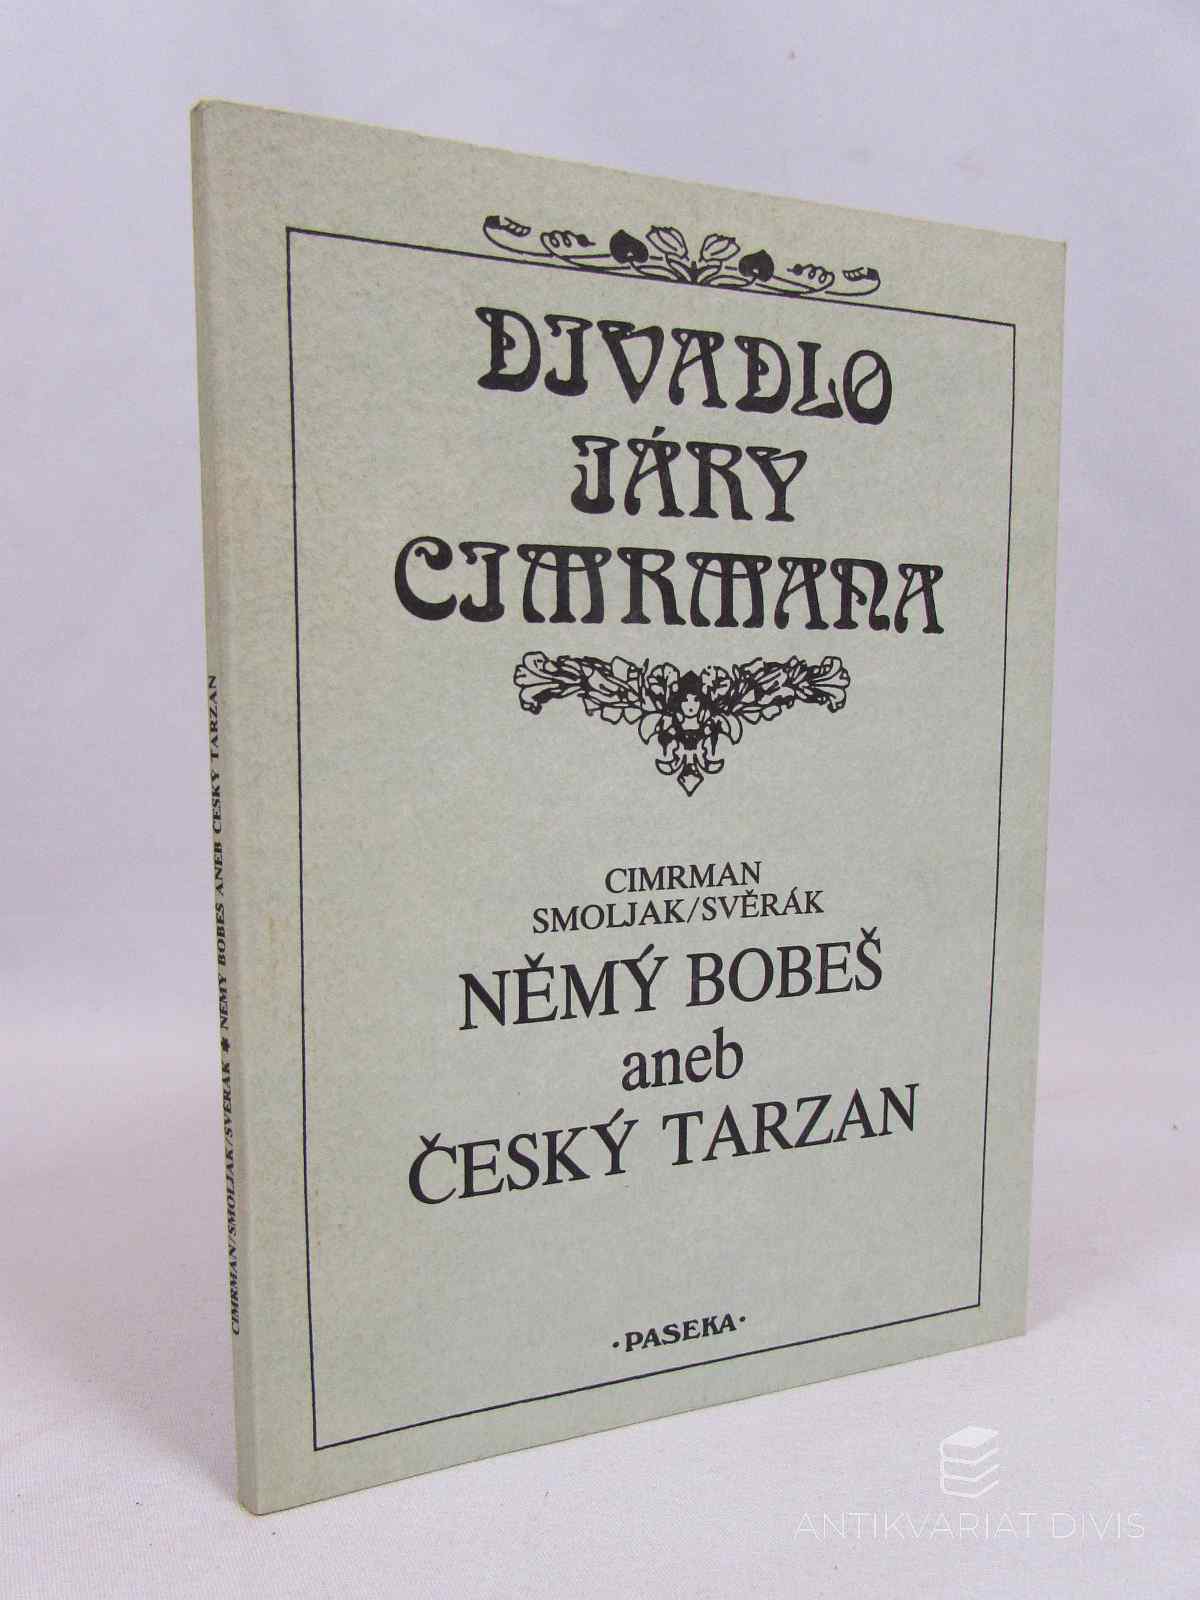 DIVADLO
JÁRY
CIMRMANA
CIMRMAN
SMOLJAK/SVĚRÁK
NĚMÝ BOBEŠ
aneb
ČESKÝ TARZAN
·PASEKA·
CIMRMAN/SMOLJAK/SVĚRÁK ✱ NĚMÝ BOBEŠ ANEB ČESKÝ TARZAN
ANTIKVARIAT DIVIS